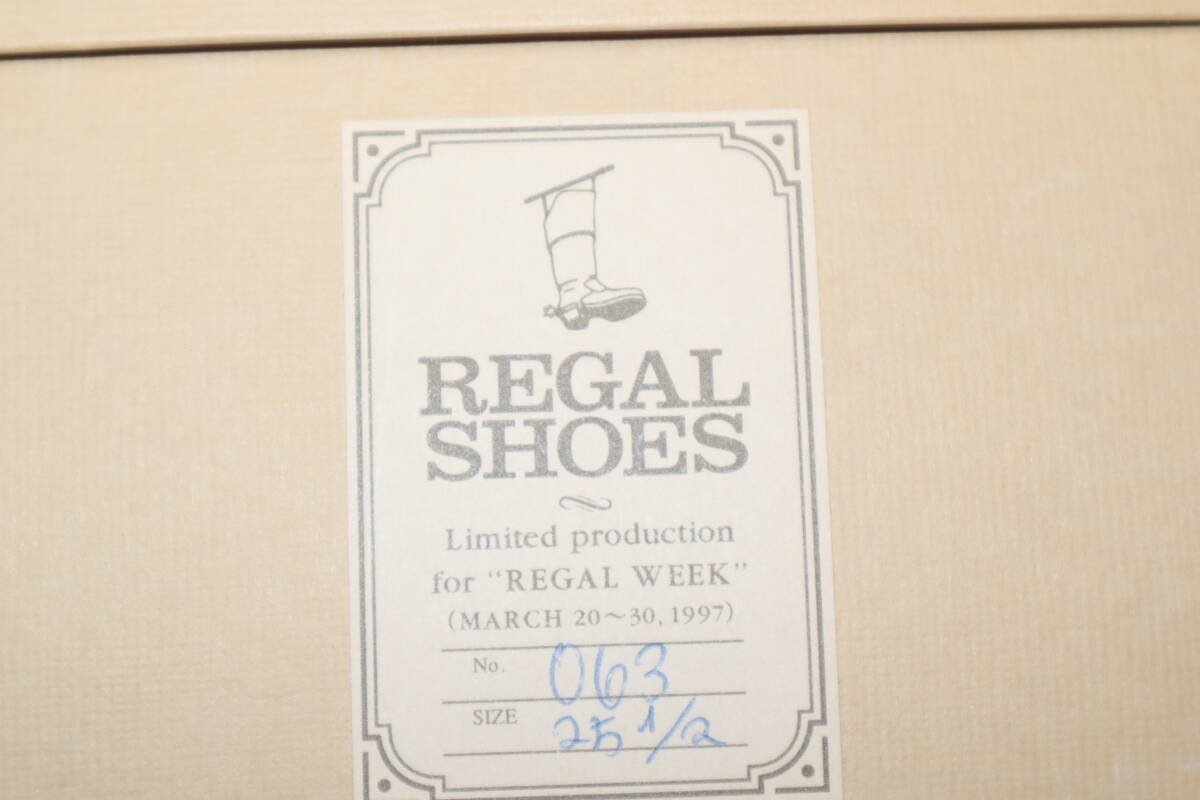 REGAL
SHOES
Limited production
for "REGAL WEEK"
(MARCH 20~30, 1997)
No. 063
SIZE 25 1/2